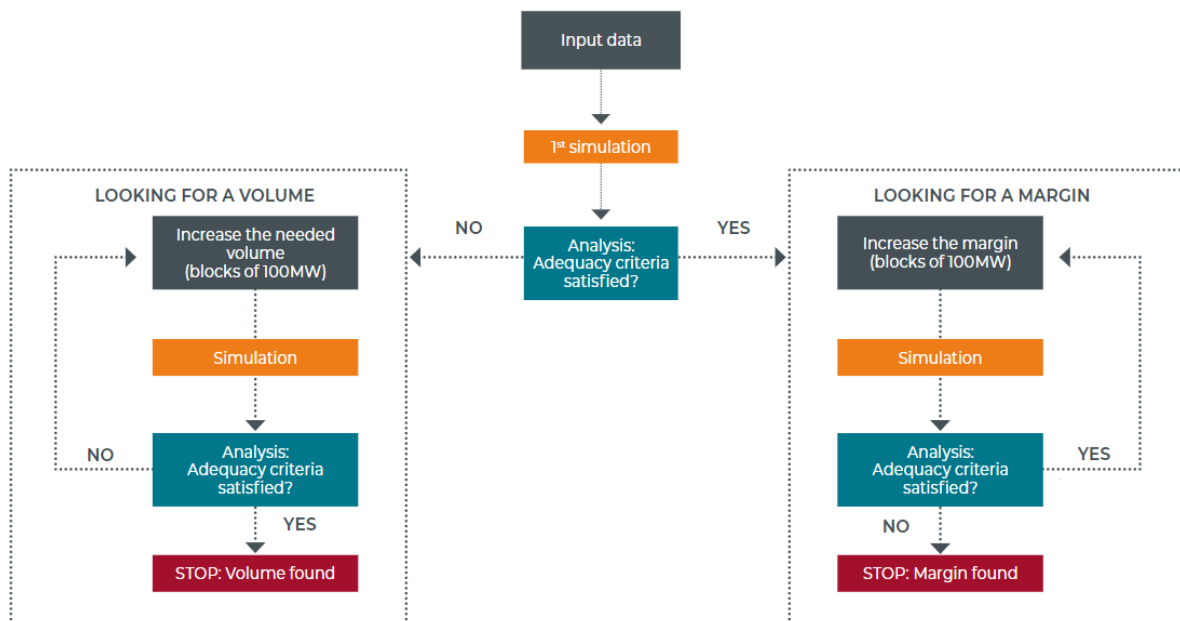 Input data
1st simulation
LOOKING FOR A VOLUME
LOOKING FOR A MARGIN
NO
YES
Analysis:
Adequacy criteria
satisfied?
Increase the needed
volume
(blocks of 100MW)
Simulation
NO
Analysis:
Adequacy criteria
satisfied?
YES
STOP: Volume found
Increase the margin
(blocks of 100MW)
Simulation
Analysis:
Adequacy criteria
satisfied?
YES
NO
STOP: Margin found